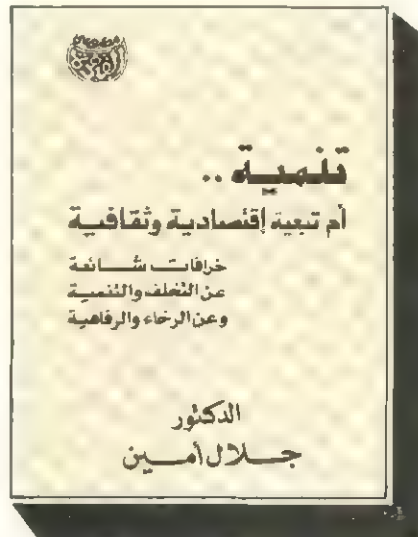 تنمية ..
أم تبعية إقتصادية وثقافية
خرافات شائعة
عن التخلف والتنمية
وعن الرخاء والرفاهية
الدكتور
جلال أمين